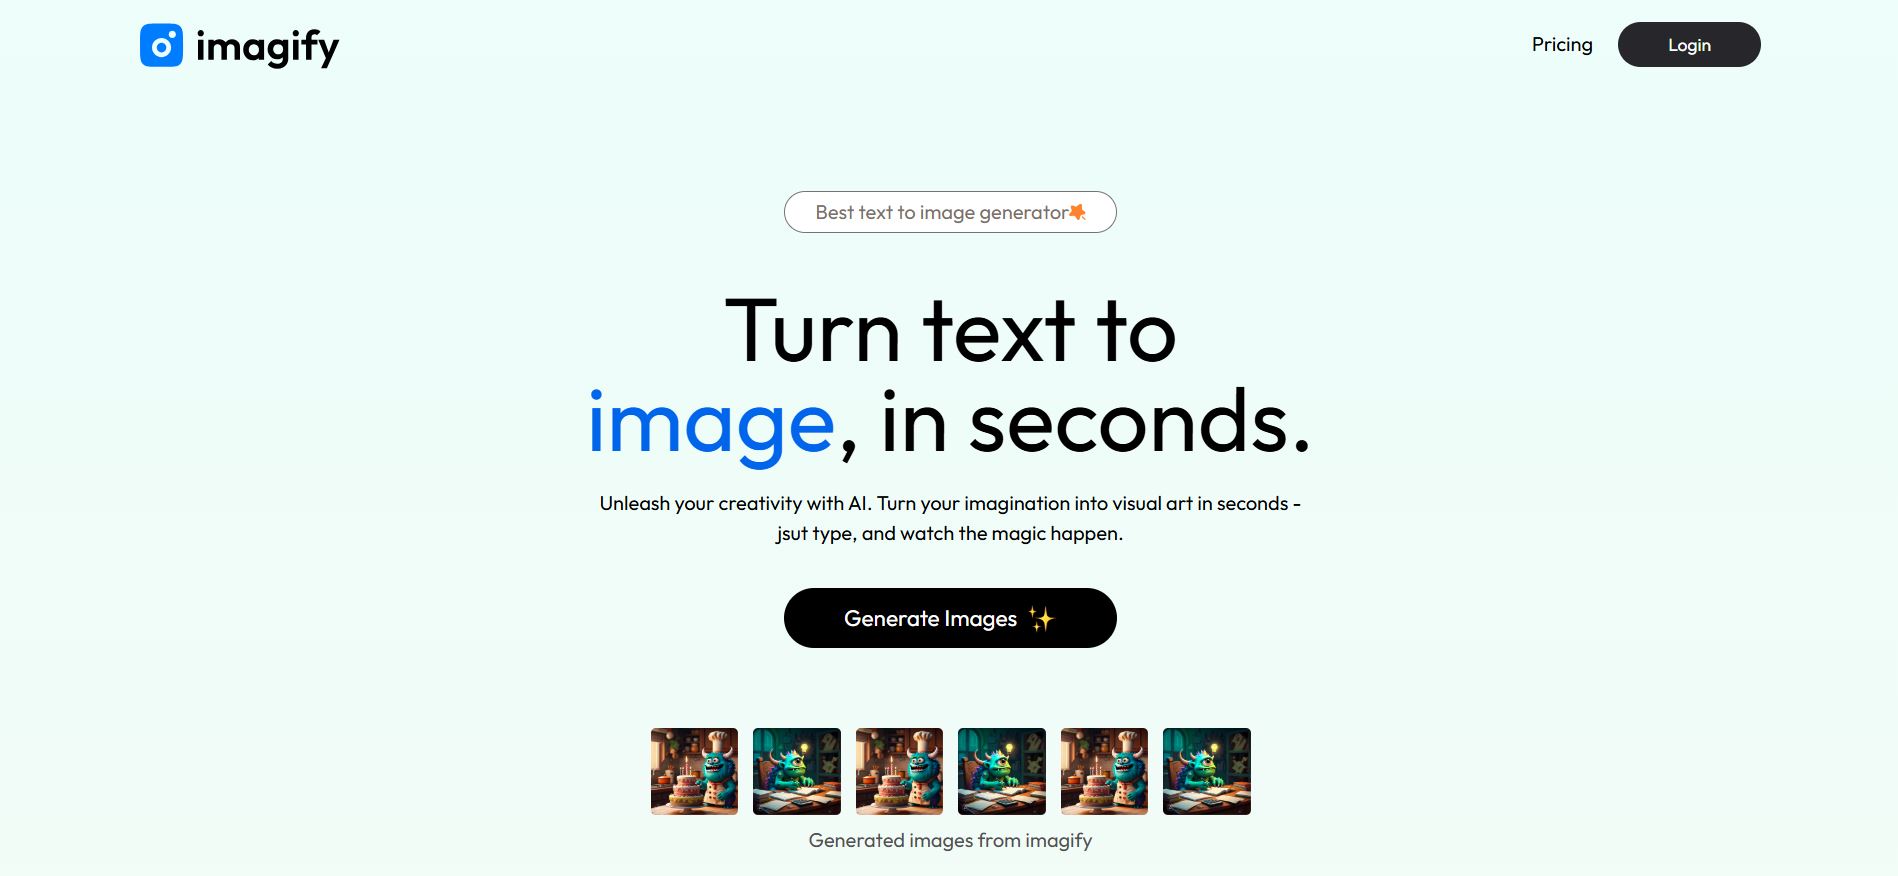 imagify
Pricing
Login
Best text to image generator
Turn text to
image, in seconds.
Unleash your creativity with AI. Turn your imagination into visual art in seconds -
jsut type, and watch the magic happen.
Generate Images ✨
Generated images from imagify